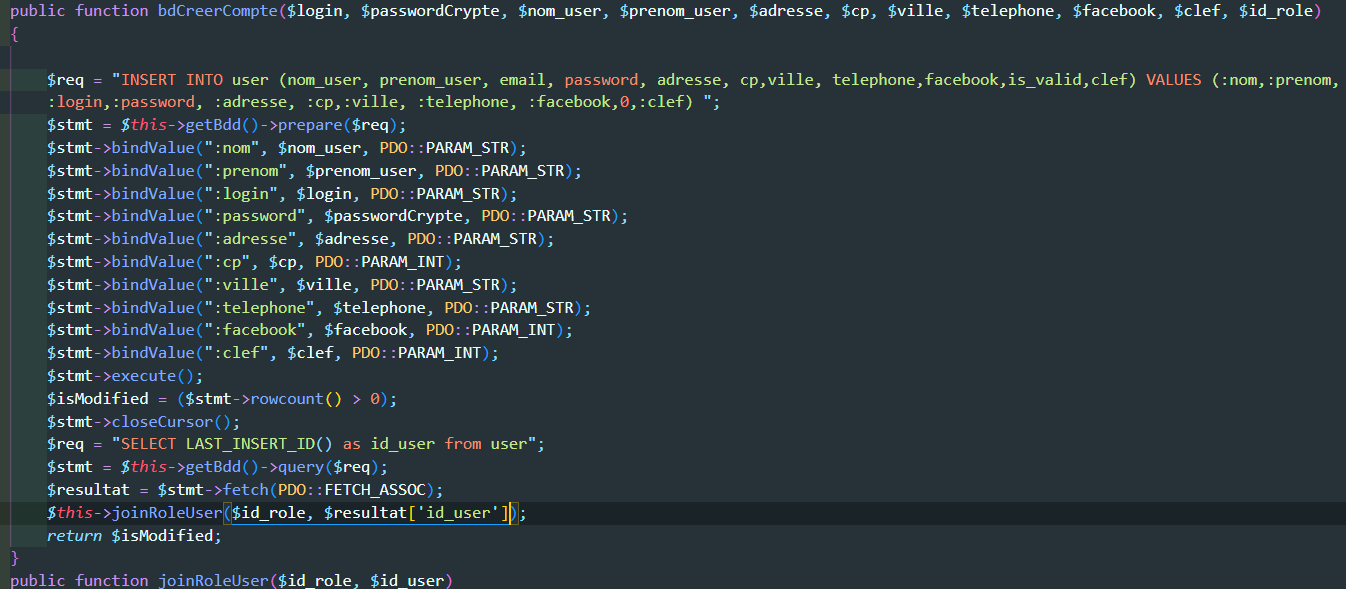 public function bdCreerCompte($login, $passwordCrypte, $nom_user, $prenom_user, $adresse, $cp, $ville, $telephone, $facebook, $clef, $id_role)
{
$req = "INSERT INTO user (nom_user, prenom_user, email, password, adresse, cp,ville, telephone,facebook,is_valid,clef) VALUES (:nom,:prenom,
:login,:password, :adresse, :cp,:ville, :telephone, :facebook,0,:clef) ";
$stmt = $this->getBdd()->prepare($req);
$stmt->bindValue(":nom", $nom_user, PDO::PARAM_STR);
$stmt->bindValue(":prenom", $prenom_user, PDO::PARAM_STR);
$stmt->bindValue(":login", $login, PDO::PARAM_STR);
$stmt->bindValue(":password", $passwordCrypte, PDO::PARAM_STR);
$stmt->bindValue(":adresse", $adresse, PDO::PARAM_STR);
$stmt->bindValue(":cp", $cp, PDO::PARAM_INT);
$stmt->bindValue(":ville", $ville, PDO::PARAM_STR);
$stmt->bindValue(":telephone", $telephone, PDO::PARAM_STR);
$stmt->bindValue(":facebook", $facebook, PDO::PARAM_INT);
$stmt->bindValue(":clef", $clef, PDO::PARAM_INT);
$stmt->execute();
$isModified = ($stmt->rowcount() > 0);
$stmt->closeCursor();
$req = "SELECT LAST_INSERT_ID() as id_user from user";
$stmt = $this->getBdd()->query($req);
$resultat = $stmt->fetch(PDO::FETCH_ASSOC);
$this->joinRoleUser($id_role, $resultat['id_user']);
return $isModified;
}
public function joinRoleUser($id_role, $id_user)